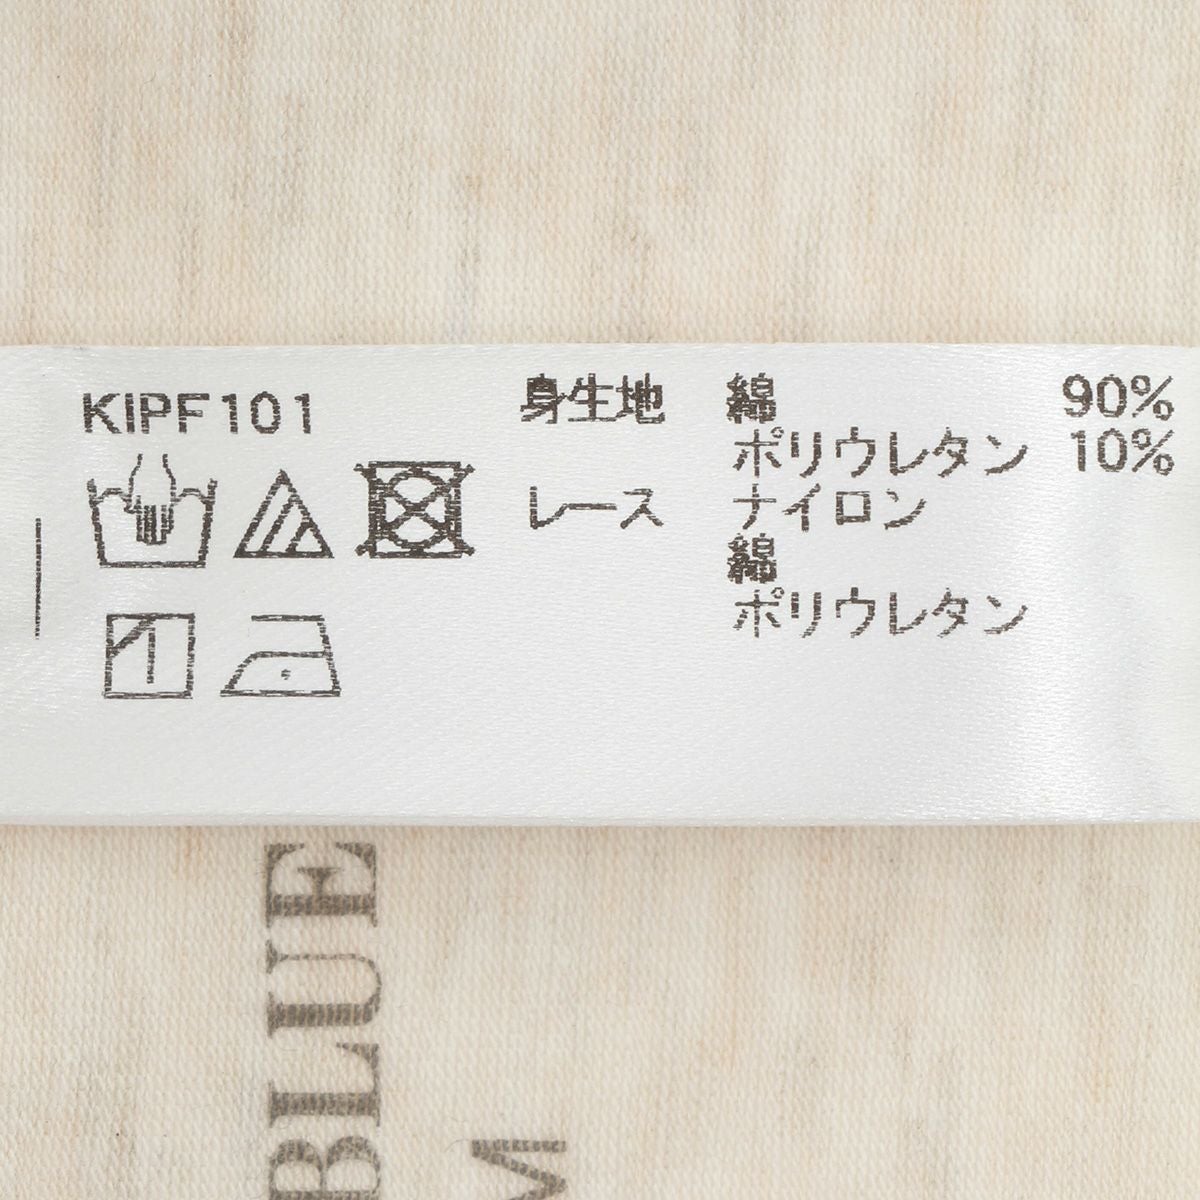 KIPF101
身生地 綿 90%
ポリウレタン 10%
レース ナイロン
綿
ポリウレタン
BLUE
M